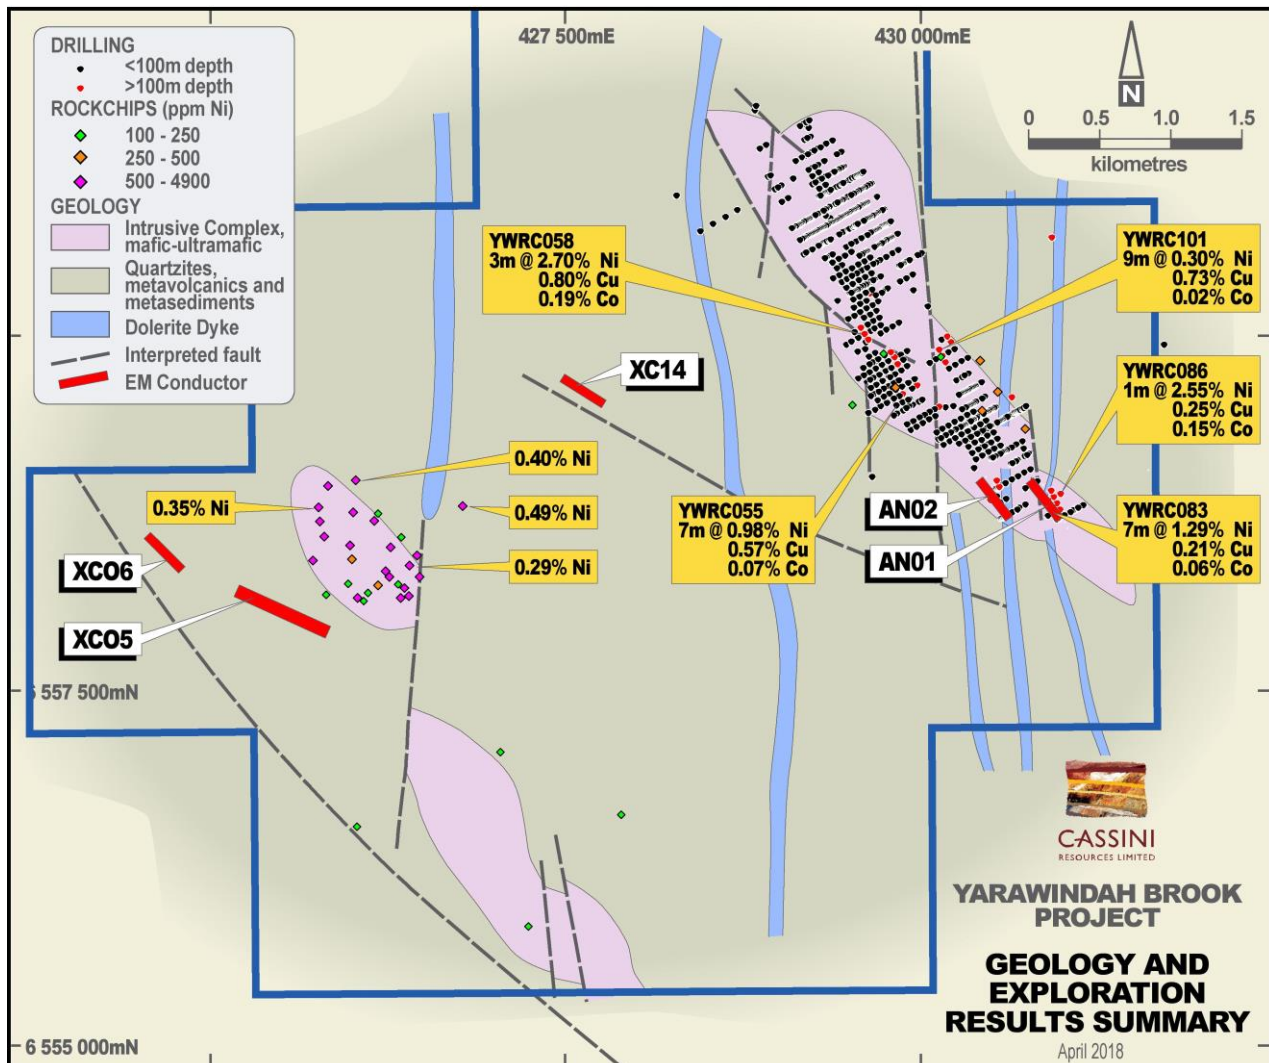 427 500mE
430 000mE
DRILLING
<100m depth
>100m depth
ROCKCHIPS (ppm Ni)
100 - 250
250 - 500
500 - 4900
GEOLOGY
Intrusive Complex,
mafic-ultramafic
Quartzites,
metavolcanics and
metasediments
Dolerite Dyke
Interpreted fault
EM Conductor
N
0 0.5 1.0 1.5
kilometres
YWRC058
3m @ 2.70% Ni
0.80% Cu
0.19% Co
YWRC101
9m @ 0.30% Ni
0.73% Cu
0.02% Co
XC14
YWRC086
1m @ 2.55% Ni
0.25% Cu
0.15% Co
0.40% Ni
0.35% Ni
0.49% Ni
0.29% Ni
YWRC055
7m @ 0.98% Ni
0.57% Cu
0.07% Co
AN02
AN01
YWRC083
7m @ 1.29% Ni
0.21% Cu
0.06% Co
XCO6
XCO5
6 557 500mN
CASSINI
RESOURCES LIMITED
YARAWINDAH BROOK
PROJECT
GEOLOGY AND
EXPLORATION
RESULTS SUMMARY
April 2018
6 555 000mN